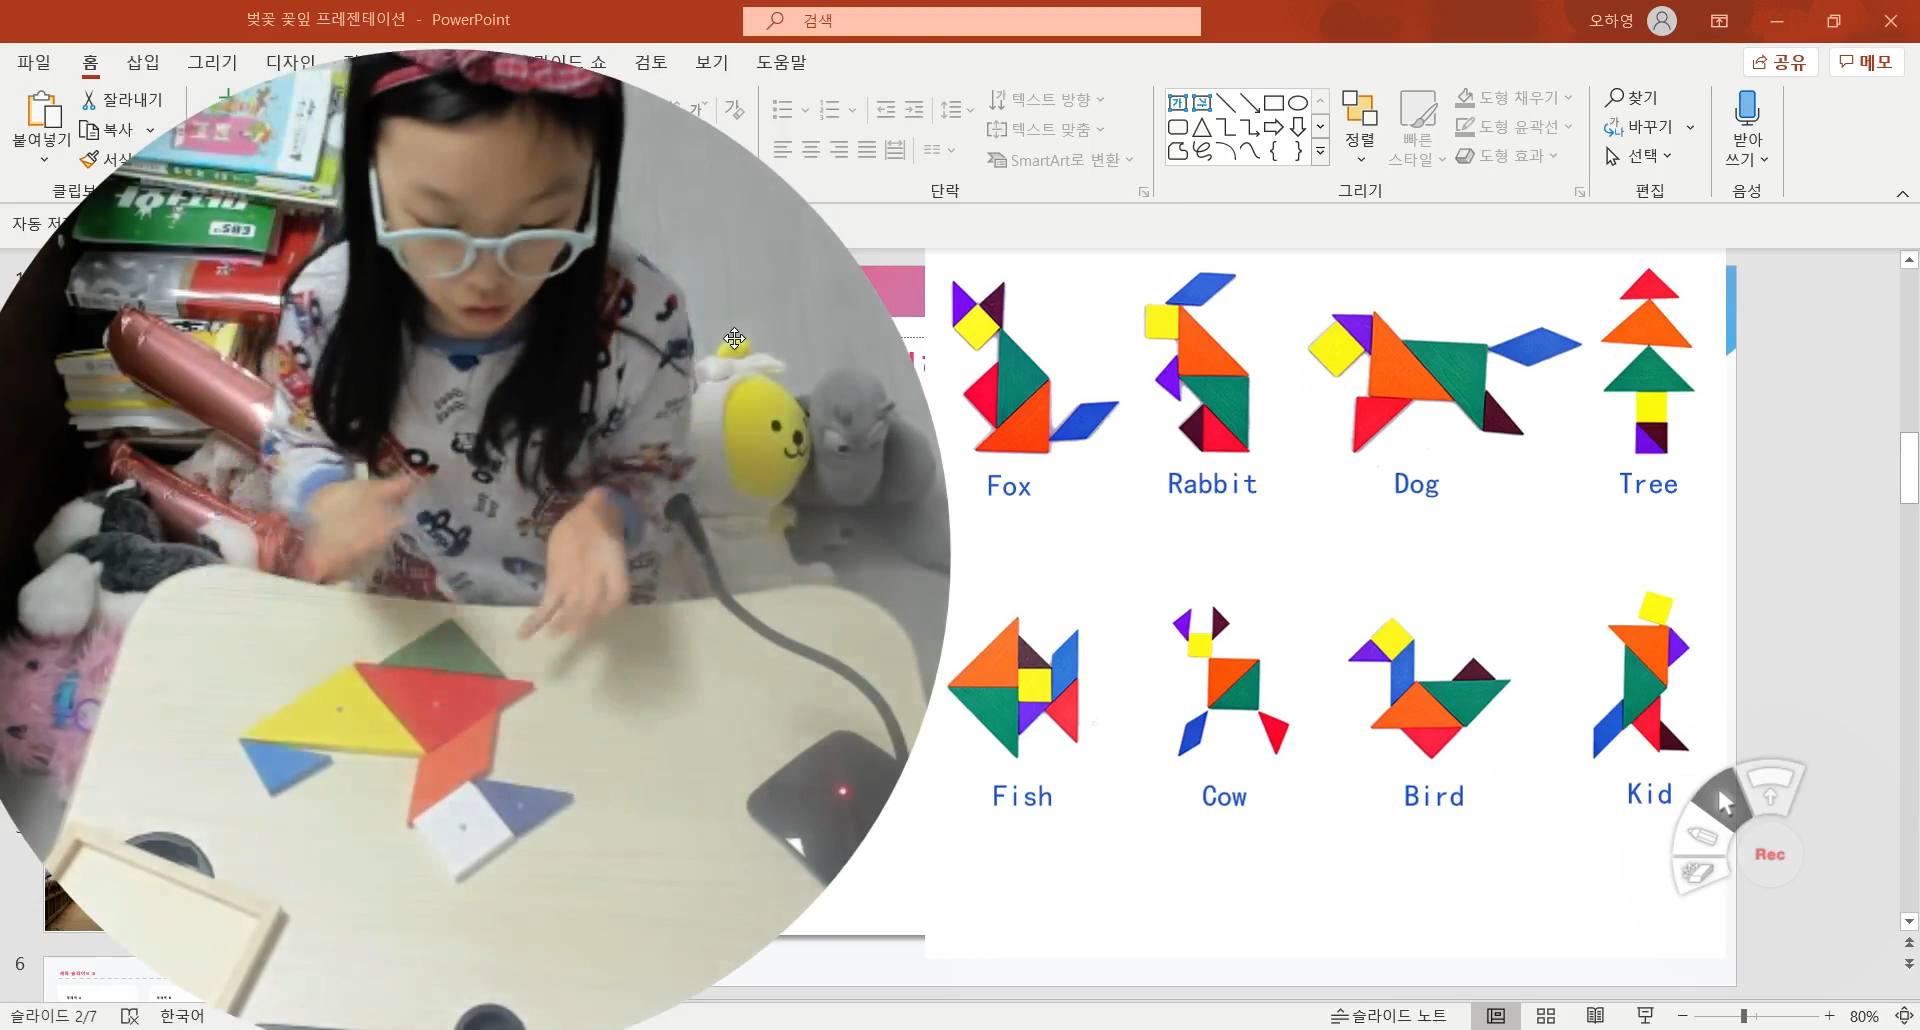 벚꽃 꽃잎 프레젠테이션 - PowerPoint
검색
오하영
파일 홈 삽입 그리기 디자인
쇼 검토 보기 도움말
공유 메모
붙여넣기
잘라내기
복사
텍스트 방향
텍스트 맞춤
SmartArt로 변환
단락
정렬
빠른
스타일
도형 채우기
도형 윤곽선
도형 효과
그리기
찾기
바꾸기
선택
편집
받아
쓰기
음성
자동
Fox Rabbit Dog Tree
Fish Cow Bird Kid
Rec
6
슬라이드 2/7 한국어
슬라이드 노트
80%